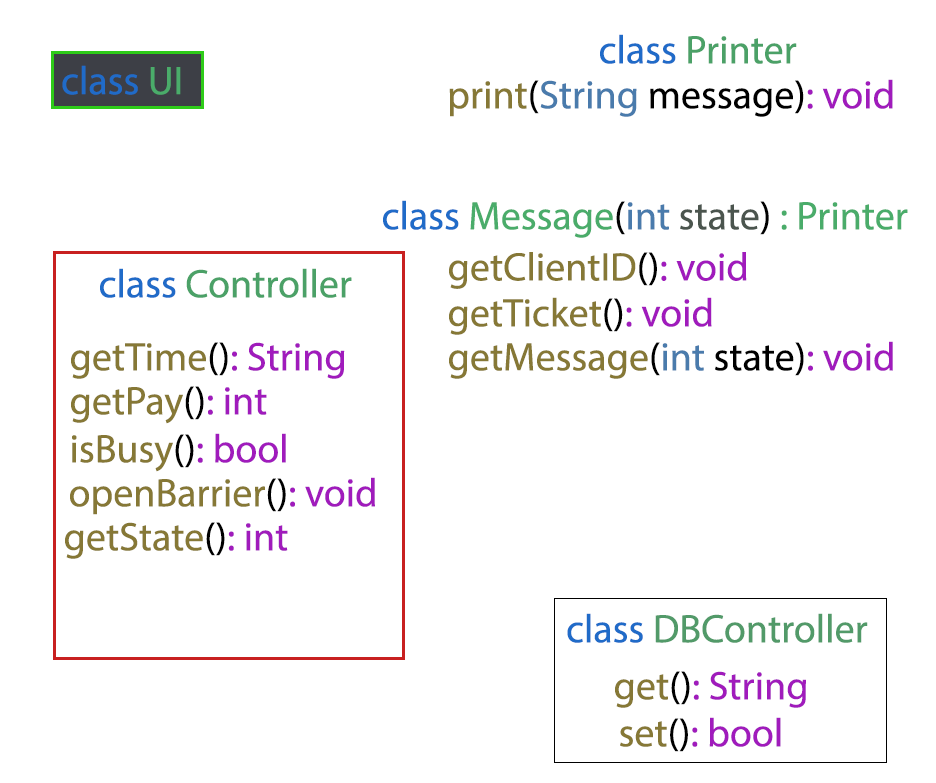 class UI
class Printer
print(String message): void
class Message(int state) : Printer
getClientID(): void
getTicket(): void
getMessage(int state): void
class Controller
getTime(): String
getPay(): int
isBusy(): bool
openBarrier(): void
getState(): int
class DBController
get(): String
set(): bool